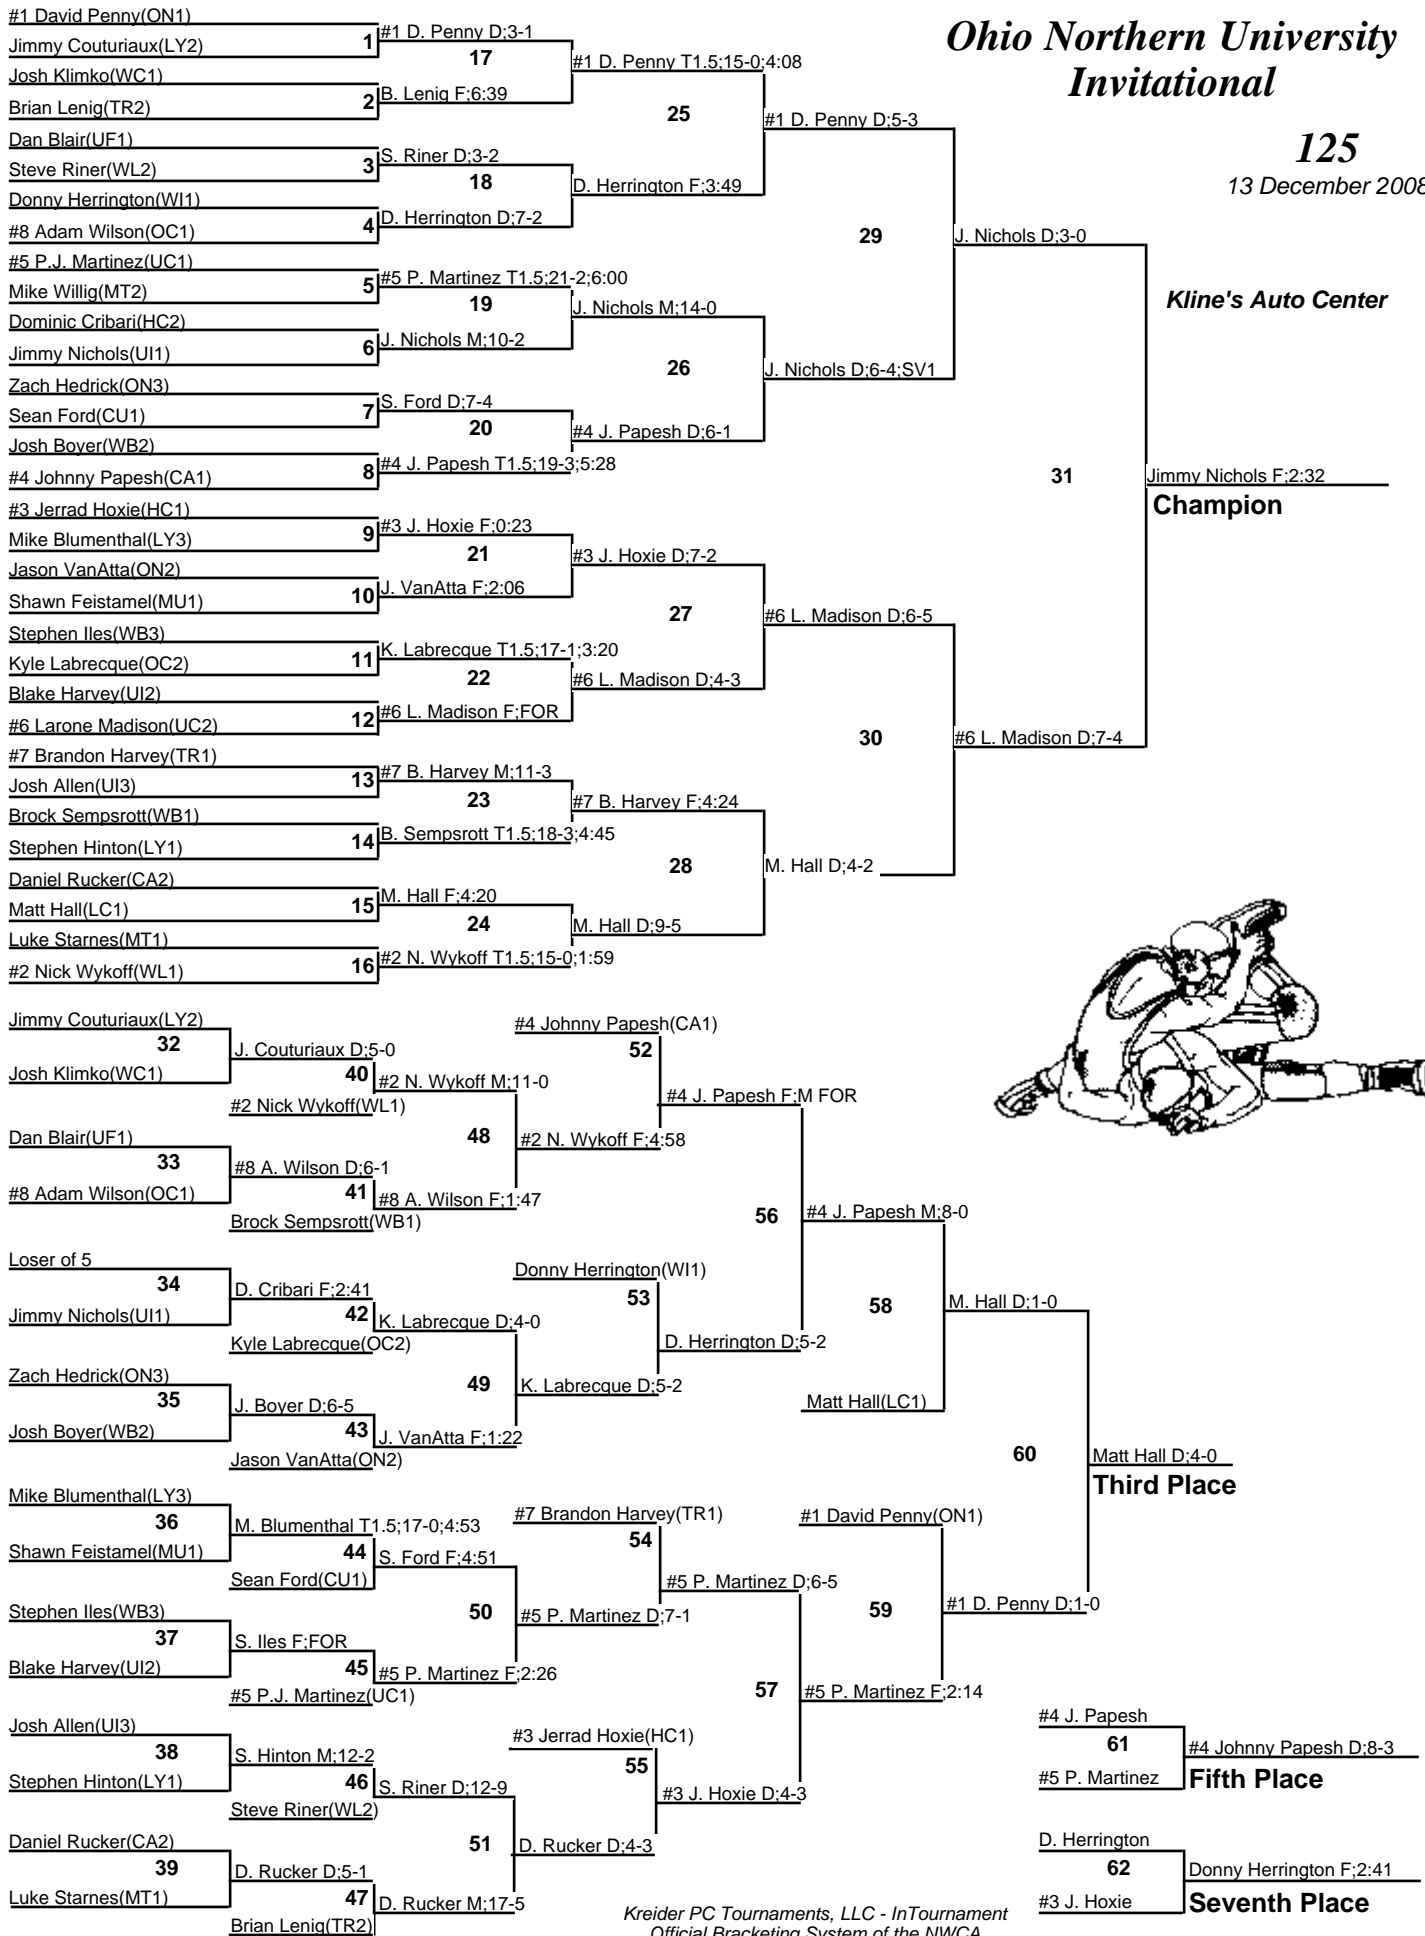 Ohio Northern University
Invitational
125
13 December 2008
Kline's Auto Center
#1 David Penny(ON1)
Jimmy Couturiaux(LY2)
1
#1 D. Penny D;3-1
17
#1 D. Penny T1.5;15-0;4:08
Josh Klimko(WC1)
Brian Lenig(TR2)
2
B. Lenig F;6:39
25
#1 D. Penny D;5-3
Dan Blair(UF1)
Steve Riner(WL2)
3
S. Riner D;3-2
18
D. Herrington F;3:49
Donny Herrington(WI1)
#8 Adam Wilson(OC1)
4
D. Herrington D;7-2
29
J. Nichols D;3-0
#5 P.J. Martinez(UC1)
Mike Willig(MT2)
5
#5 P. Martinez T1.5;21-2;6:00
19
J. Nichols M;14-0
Dominic Cribari(HC2)
Jimmy Nichols(UI1)
6
J. Nichols M;10-2
26
J. Nichols D;6-4;SV1
Zach Hedrick(ON3)
Sean Ford(CU1)
7
S. Ford D;7-4
20
#4 J. Papesh D;6-1
Josh Boyer(WB2)
#4 Johnny Papesh(CA1)
8
#4 J. Papesh T1.5;19-3;5:28
31
Jimmy Nichols F;2:32
Champion
#3 Jerrad Hoxie(HC1)
Mike Blumenthal(LY3)
9
#3 J. Hoxie F;0:23
21
#3 J. Hoxie D;7-2
Jason VanAtta(ON2)
Shawn Feistamel(MU1)
10
J. VanAtta F;2:06
27
#6 L. Madison D;6-5
Stephen Iles(WB3)
Kyle Labrecque(OC2)
11
K. Labrecque T1.5;17-1;3:20
22
#6 L. Madison D;4-3
Blake Harvey(UI2)
#6 Larone Madison(UC2)
12
#6 L. Madison F;FOR
30
#6 L. Madison D;7-4
#7 Brandon Harvey(TR1)
Josh Allen(UI3)
13
#7 B. Harvey M;11-3
23
#7 B. Harvey F;4:24
Brock Sempsrott(WB1)
Stephen Hinton(LY1)
14
B. Sempsrott T1.5;18-3;4:45
28
M. Hall D;4-2
Daniel Rucker(CA2)
Matt Hall(LC1)
15
M. Hall F;4:20
24
M. Hall D;9-5
Luke Starnes(MT1)
#2 Nick Wykoff(WL1)
16
#2 N. Wykoff T1.5;15-0;1:59
Jimmy Couturiaux(LY2)
32
Josh Klimko(WC1)
J. Couturiaux D;5-0
40
#2 Nick Wykoff(WL1)
#2 N. Wykoff M;11-0
#4 Johnny Papesh(CA1)
52
#4 J. Papesh F;M FOR
48
#2 N. Wykoff F;4:58
Dan Blair(UF1)
33
#8 Adam Wilson(OC1)
#8 A. Wilson D;6-1
41
Brock Sempsrott(WB1)
#8 A. Wilson F;1:47
56
#4 J. Papesh M;8-0
Loser of 5
34
Jimmy Nichols(UI1)
D. Cribari F;2:41
42
Kyle Labrecque(OC2)
K. Labrecque D;4-0
Donny Herrington(WI1)
53
D. Herrington D;5-2
58
M. Hall D;1-0
Zach Hedrick(ON3)
35
Josh Boyer(WB2)
J. Boyer D;6-5
43
Jason VanAtta(ON2)
J. VanAtta F;1:22
49
K. Labrecque D;5-2
Matt Hall(LC1)
60
Matt Hall D;4-0
Third Place
Mike Blumenthal(LY3)
36
Shawn Feistamel(MU1)
M. Blumenthal T1.5;17-0;4:53
44
Sean Ford(CU1)
S. Ford F;4:51
#7 Brandon Harvey(TR1)
54
#5 P. Martinez D;6-5
#1 David Penny(ON1)
59
#1 D. Penny D;1-0
Stephen Iles(WB3)
37
Blake Harvey(UI2)
S. Iles F;FOR
45
#5 P.J. Martinez(UC1)
#5 P. Martinez F;2:26
50
#5 P. Martinez D;7-1
57
#5 P. Martinez F;2:14
Josh Allen(UI3)
38
Stephen Hinton(LY1)
S. Hinton M;12-2
46
Steve Riner(WL2)
S. Riner D;12-9
#3 Jerrad Hoxie(HC1)
55
#3 J. Hoxie D;4-3
Daniel Rucker(CA2)
39
Luke Starnes(MT1)
D. Rucker D;5-1
47
Brian Lenig(TR2)
D. Rucker M;17-5
51
D. Rucker D;4-3
#4 J. Papesh
61
#5 P. Martinez
#4 Johnny Papesh D;8-3
Fifth Place
D. Herrington
62
#3 J. Hoxie
Donny Herrington F;2:41
Seventh Place
Kreider PC Tournaments, LLC - InTournament
Official Bracketing System of the NWCA